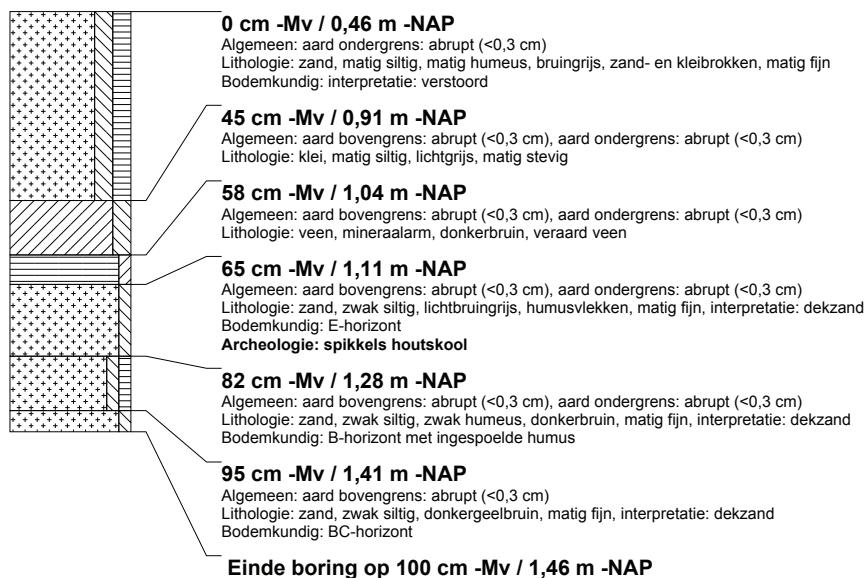 0 cm -Mv / 0,46 m -NAP
Algemeen: aard ondergrens: abrupt (<0,3 cm)
Lithologie: zand, matig siltig, matig humeus, bruingrijs, zand- en kleibrokken, matig fijn
Bodemkundig: interpretatie: verstoord
45 cm -Mv / 0,91 m -NAP
Algemeen: aard bovengrens: abrupt (<0,3 cm), aard ondergrens: abrupt (<0,3 cm)
Lithologie: klei, matig siltig, lichtgrijs, matig stevig
58 cm -Mv / 1,04 m -NAP
Algemeen: aard bovengrens: abrupt (<0,3 cm), aard ondergrens: abrupt (<0,3 cm)
Lithologie: veen, mineraalarm, donkerbruin, veraard veen
65 cm -Mv / 1,11 m -NAP
Algemeen: aard bovengrens: abrupt (<0,3 cm), aard ondergrens: abrupt (<0,3 cm)
Lithologie: zand, zwak siltig, lichtbruingrijs, humusvlekken, matig fijn, interpretatie: dekzand
Bodemkundig: E-horizont
Archeologie: spikkels houtskool
82 cm -Mv / 1,28 m -NAP
Algemeen: aard bovengrens: abrupt (<0,3 cm), aard ondergrens: abrupt (<0,3 cm)
Lithologie: zand, zwak siltig, zwak humeus, donkerbruin, matig fijn, interpretatie: dekzand
Bodemkundig: B-horizont met ingespoelde humus
95 cm -Mv / 1,41 m -NAP
Algemeen: aard bovengrens: abrupt (<0,3 cm)
Lithologie: zand, zwak siltig, donkergeelbruin, matig fijn, interpretatie: dekzand
Bodemkundig: BC-horizont
Einde boring op 100 cm -Mv / 1,46 m -NAP